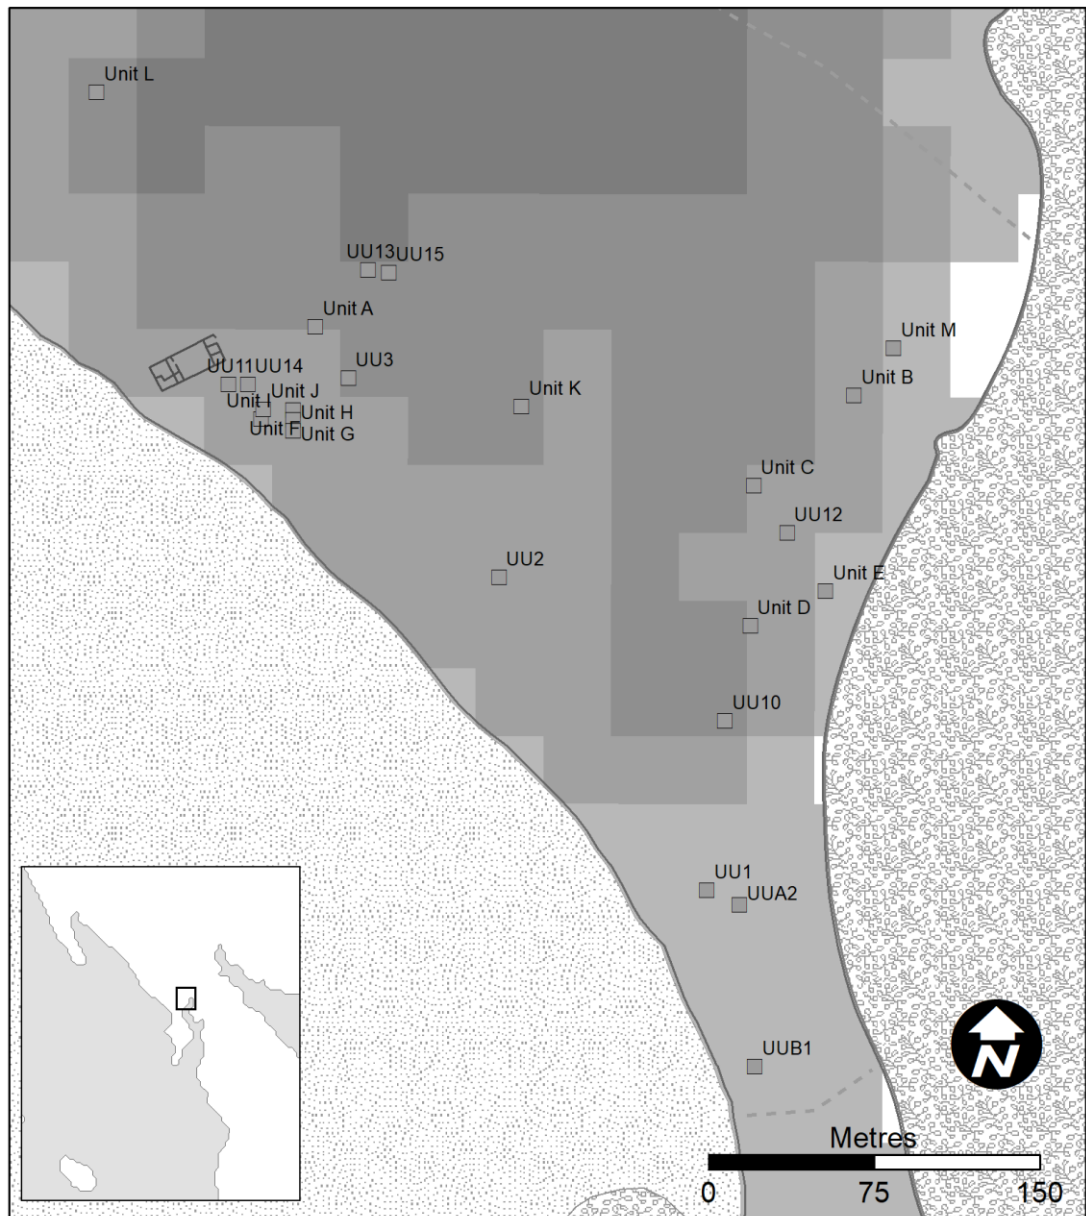 Unit L
UU13
UU15
Unit A
Unit M
UU3
UU11
UU14
Unit B
Unit J
Unit I
Unit K
Unit H
Unit F
Unit G
Unit C
UU12
UU2
Unit E
Unit D
UU10
UU1
UUA2
N
UUB1
Metres
0 75 150